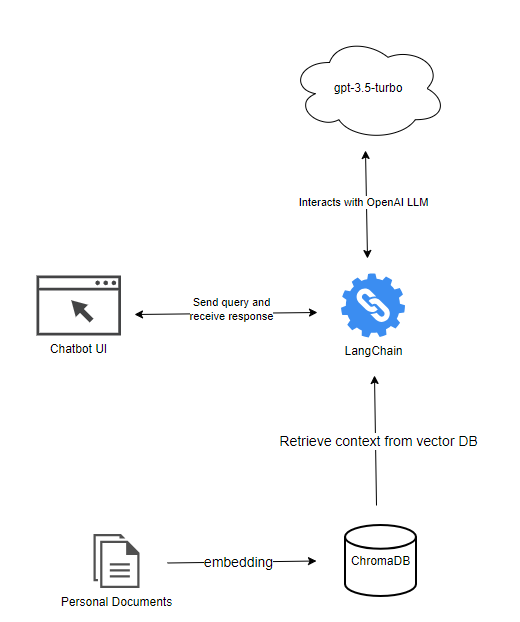 gpt-3.5-turbo
Interacts with OpenAI LLM
Send query and
receive response
Chatbot UI
LangChain
Retrieve context from vector DB
embedding
ChromaDB
Personal Documents